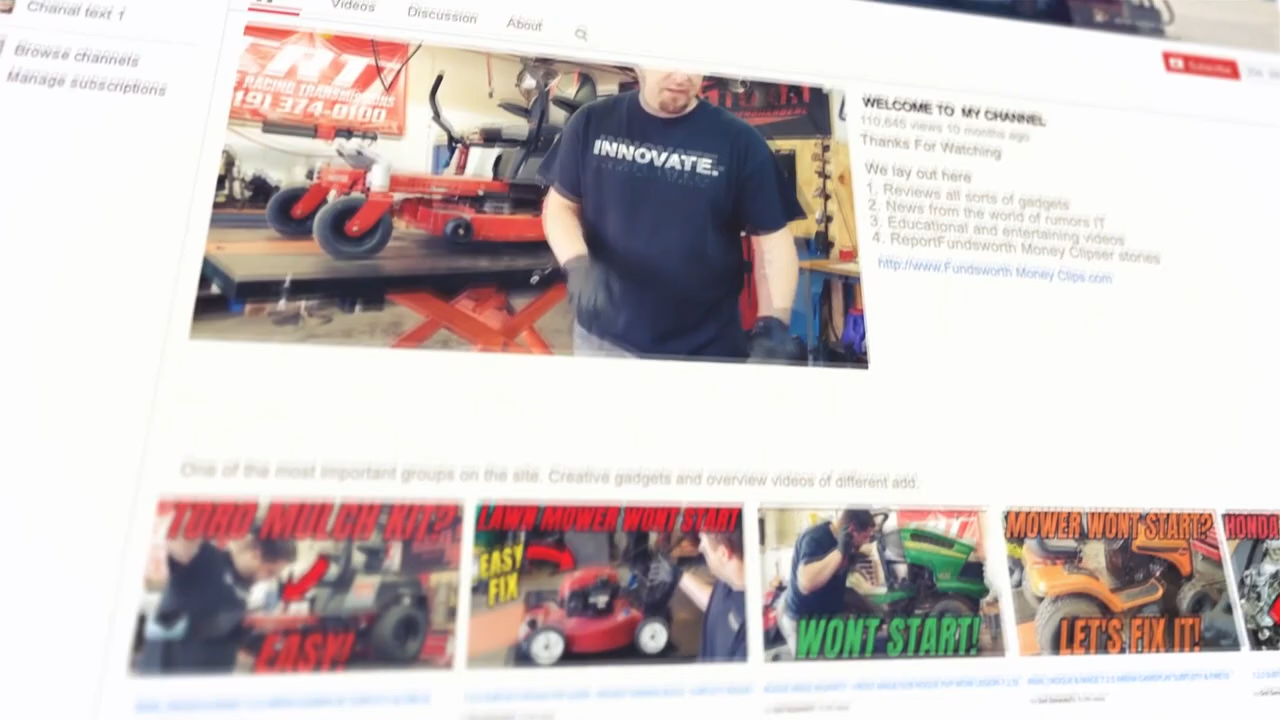 Videos
Discussion
About
Chanal text 1
Browse channels
Manage subscriptions
RACING TRANSMISSIONS
19) 374-0100
INNOVATE.
Subscribe
WELCOME TO MY CHANNEL
110,645 views 10 months ago
Thanks For Watching
We lay out here
1. Reviews all sorts of gadgets
2. News from the world of rumors IT
3. Educational and entertaining videos
4. ReportFundsworth Money Clipser stories
http://www.Fundsworth Money Clips.com
One of the most important groups on the site. Creative gadgets and overview videos of different add.
TORO MULCH KIT?
EASY!
LAWN MOWER WONT START
EASY
FIX
WONT START!
MOWER WONT START?
LET'S FIX IT!
HONDA